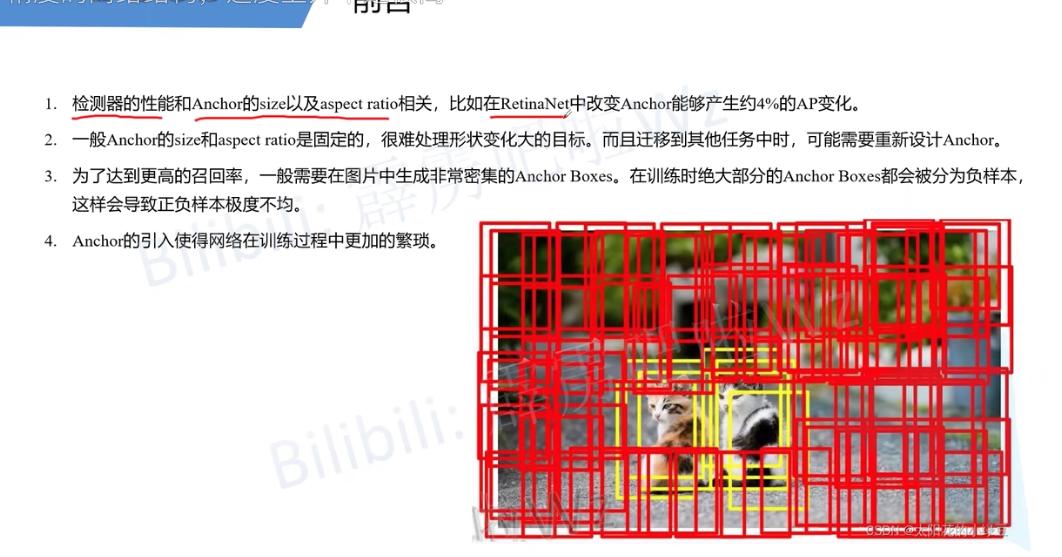 前言
1. 检测器的性能和Anchor的size以及aspect ratio相关，比如在RetinaNet中改变Anchor能够产生约4%的AP变化。
2. 一般Anchor的size和aspect ratio是固定的，很难处理形状变化大的目标。而且迁移到其他任务中时，可能需要重新设计Anchor。
3. 为了达到更高的召回率，一般需要在图片中生成非常密集的Anchor Boxes。在训练时绝大部分的Anchor Boxes都会被分为负样本，
这样会导致正负样本极度不均。
4. Anchor的引入使得网络在训练过程中更加的繁琐。
Bilibili: 霹雳吧啦Wz
Bilibili: 霹雳吧啦Wz
CSDN @太阳花的小绿豆